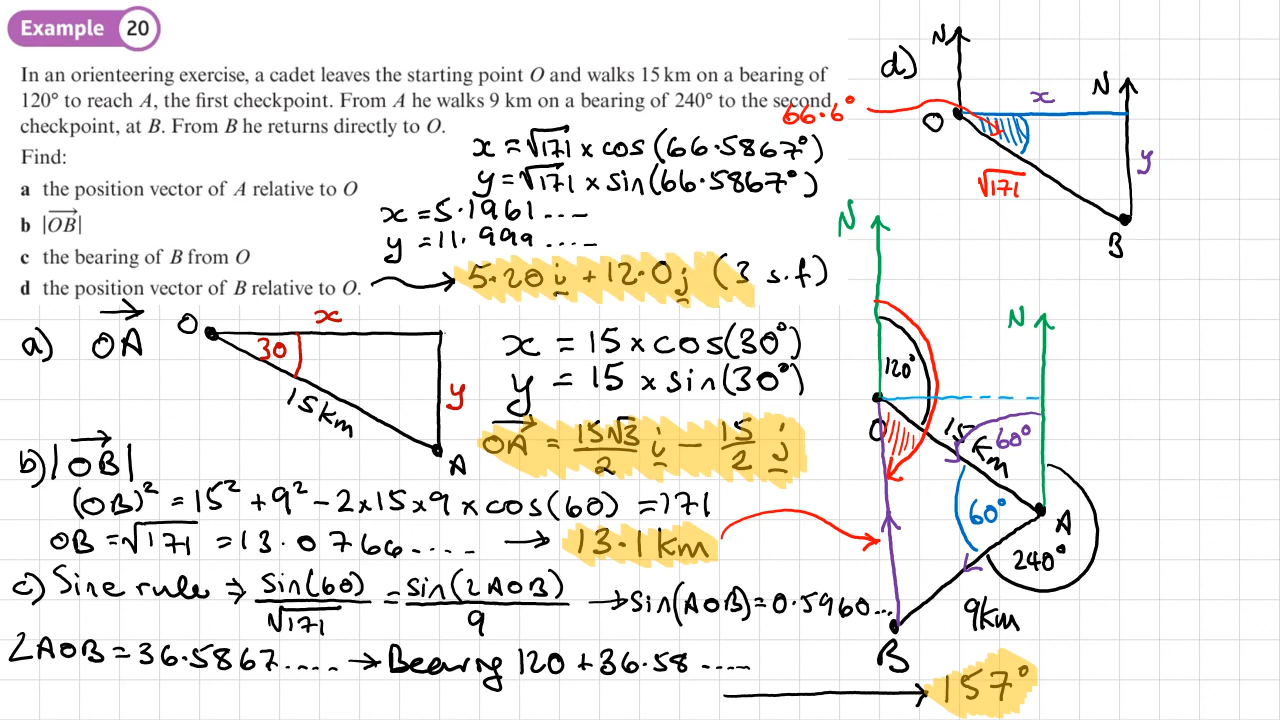 Example 20
In an orienteering exercise, a cadet leaves the starting point O and walks 15 km on a bearing of
120° to reach A, the first checkpoint. From A he walks 9 km on a bearing of 240° to the second
checkpoint, at B. From B he returns directly to O.
Find:
a the position vector of A relative to O
b |OB|
c the bearing of B from O
d the position vector of B relative to O.
x = √171 × cos(66.5867°)
y = √171 × sin(66.5867°)
x = 5.1961....
y = 11.999....
5.20i + 12.0j (3 s.f)
d)
N
N
x
66.6°
O
y
√171
B
a) OA
O
x
30
15km
y
A
x = 15 × cos(30°)
y = 15 × sin(30°)
OA = 15√3/2 i − 15/2 j
b) |OB|
(OB)² = 15² + 9² − 2×15×9×cos(60) = 171
OB = √171 = 13.0766.... → 13.1km
c) Sine rule ⇒ sin(60)/√171 = sin(∠AOB)/9 → sin(AOB) = 0.5960...
∠AOB = 36.5867.... → Bearing 120 + 36.58....
157°
N
N
120°
O
15 km
60°
60°
A
240°
9km
B